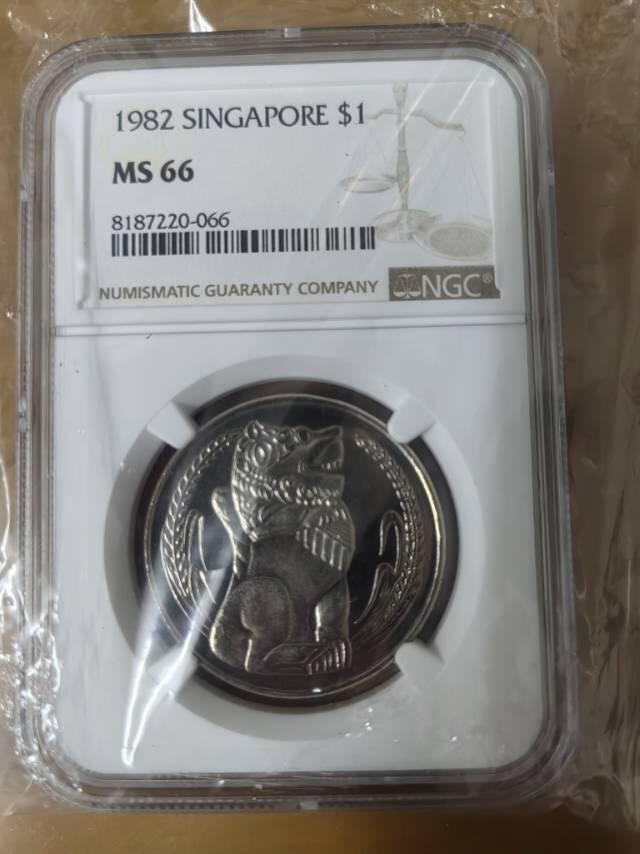 1982 SINGAPORE $1
MS 66
8187220-066
NUMISMATIC GUARANTY COMPANY NGC®